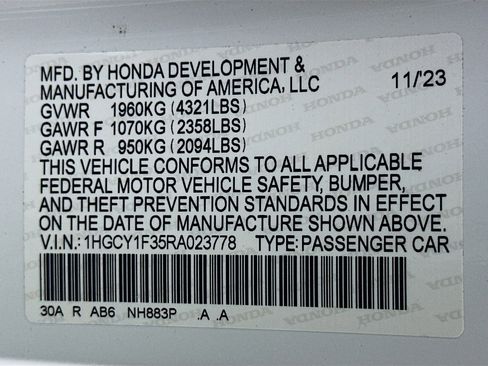 MFD. BY HONDA DEVELOPMENT &
MANUFACTURING OF AMERICA, LLC 11/23
GVWR 1960KG (4321LBS)
GAWR F 1070KG (2358LBS)
GAWR R 950KG (2094LBS)
THIS VEHICLE CONFORMS TO ALL APPLICABLE
FEDERAL MOTOR VEHICLE SAFETY, BUMPER,
AND THEFT PREVENTION STANDARDS IN EFFECT
ON THE DATE OF MANUFACTURE SHOWN ABOVE.
V.I.N.: 1HGCY1F35RA023778 TYPE: PASSENGER CAR
30A R AB6 NH883P .A .A